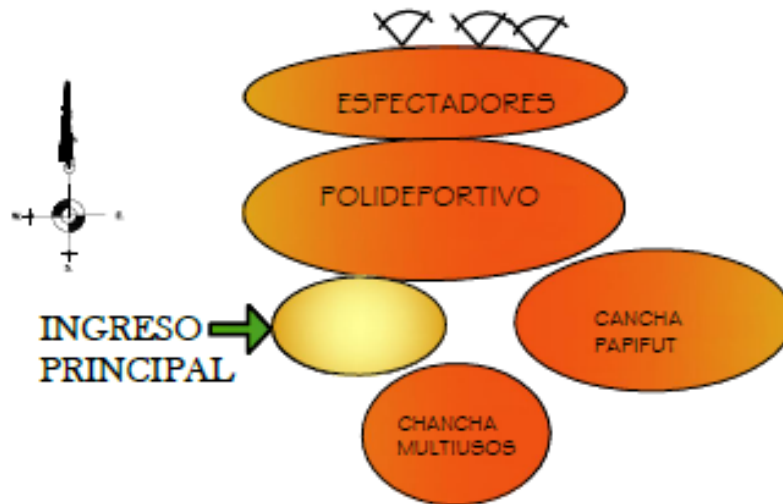 ESPECTADORES
POLIDEPORTIVO
INGRESO
PRINCIPAL
CANCHA
PAPIFUT
CHANCHA
MULTIUSOS